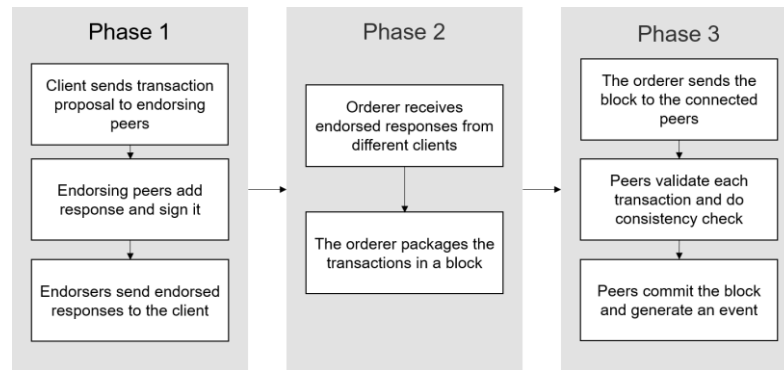 Phase 1
Client sends transaction
proposal to endorsing
peers
Endorsing peers add
response and sign it
Endorsers send endorsed
responses to the client
Phase 2
Orderer receives
endorsed responses from
different clients
The orderer packages the
transactions in a block
Phase 3
The orderer sends the
block to the connected
peers
Peers validate each
transaction and do
consistency check
Peers commit the block
and generate an event